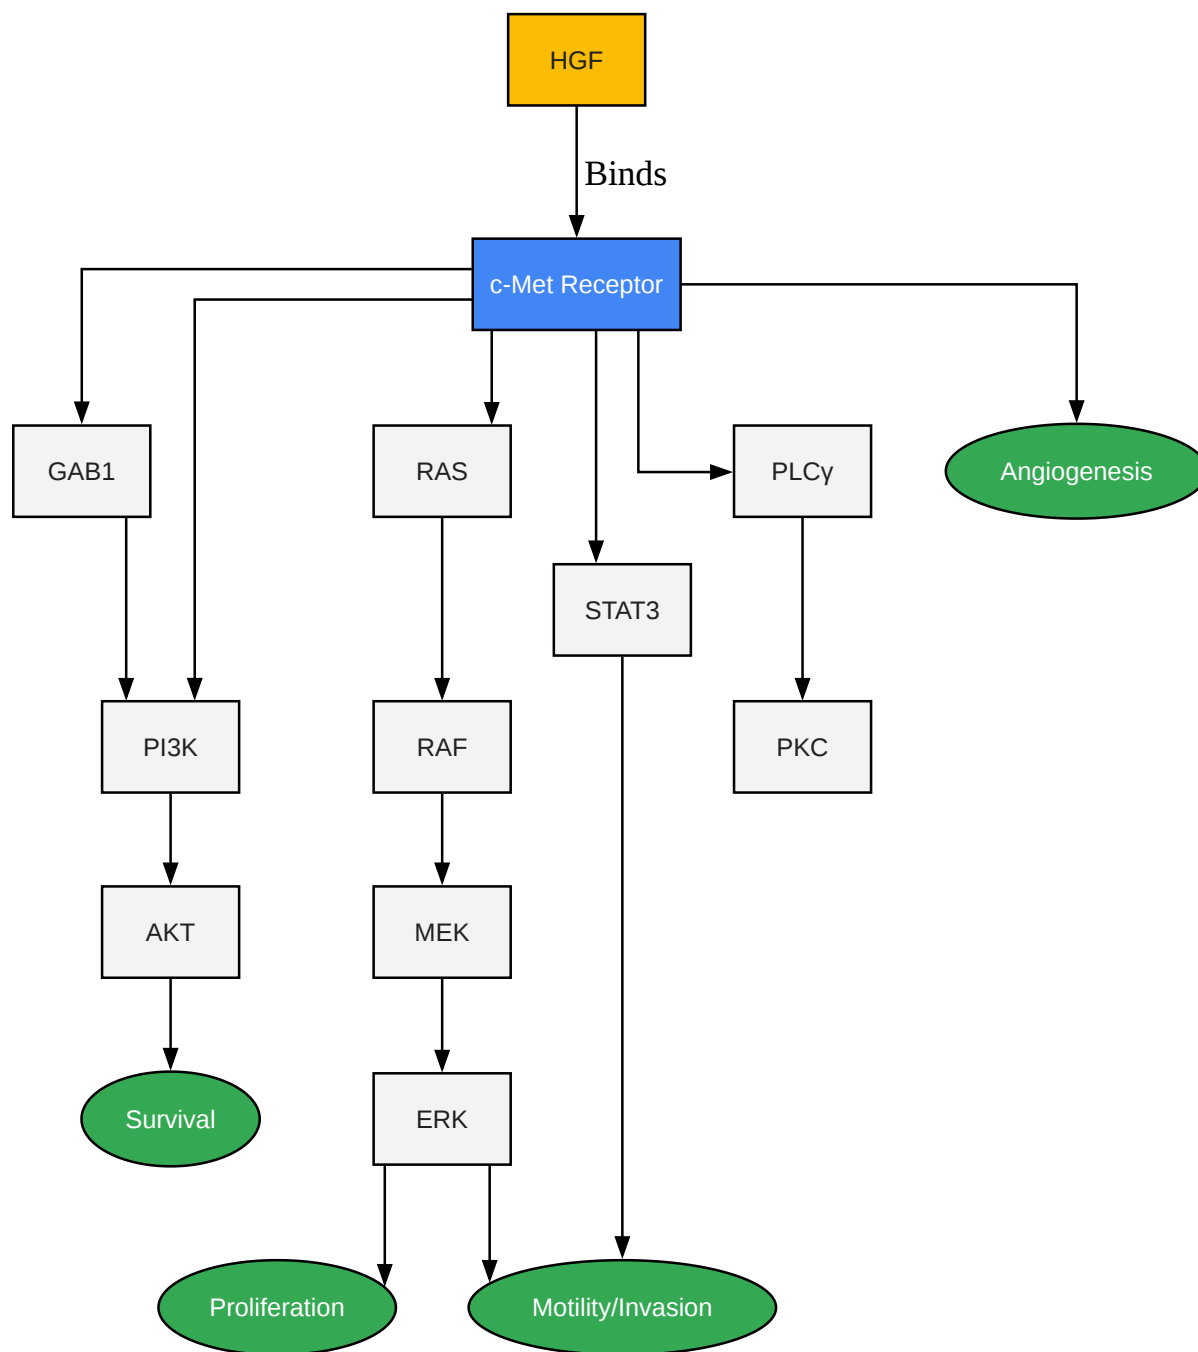 HGF
Binds
c-Met Receptor
GAB1
RAS
PLCγ
Angiogenesis
STAT3
PI3K
RAF
PKC
AKT
MEK
Survival
ERK
Proliferation
Motility/Invasion